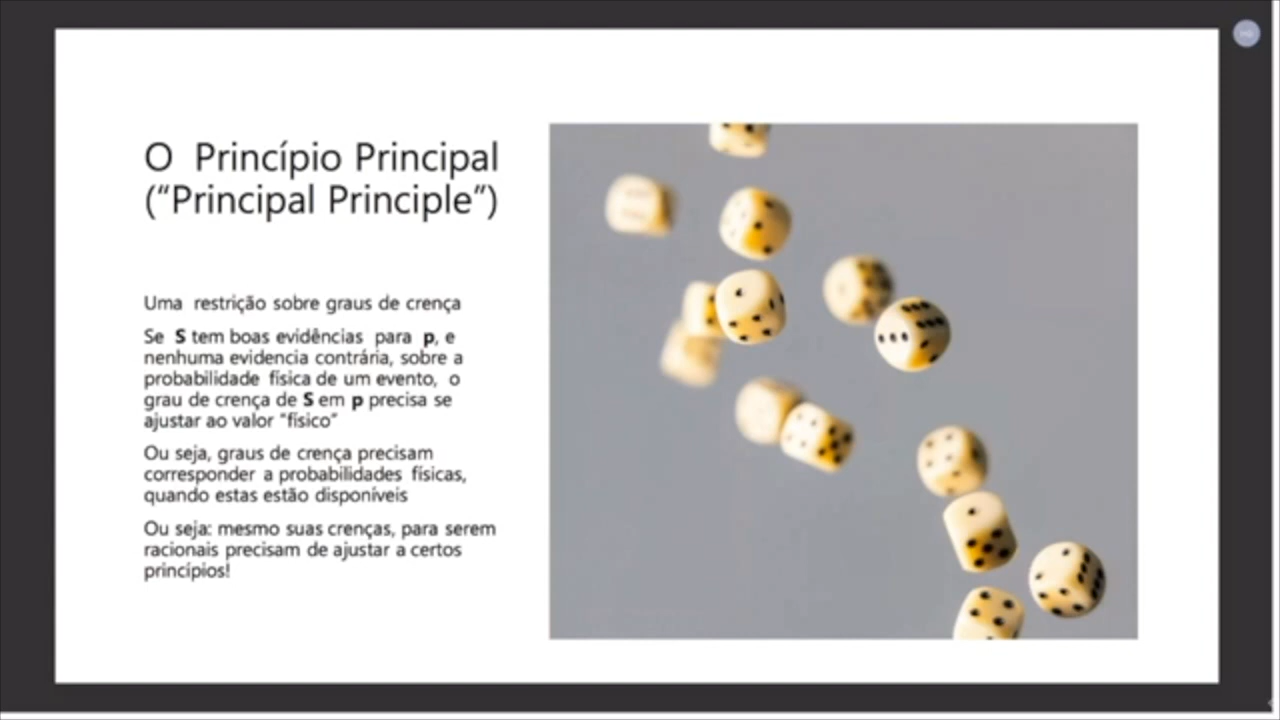 O Princípio Principal
(“Principal Principle”)
Uma restrição sobre graus de crença
Se S tem boas evidências para p, e
nenhuma evidencia contrária, sobre a
probabilidade física de um evento, o
grau de crença de S em p precisa se
ajustar ao valor “físico”
Ou seja, graus de crença precisam
corresponder a probabilidades físicas,
quando estas estão disponíveis
Ou seja: mesmo suas crenças, para serem
racionais precisam de ajustar a certos
princípios!